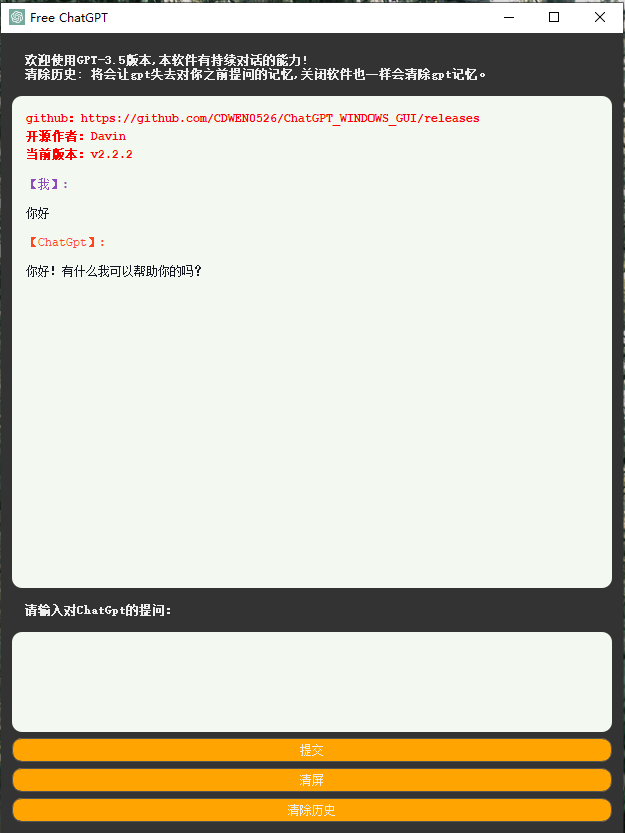 Free ChatGPT
欢迎使用GPT-3.5版本,本软件有持续对话的能力!
清除历史: 将会让gpt失去对你之前提问的记忆,关闭软件也一样会清除gpt记忆。
github: https://github.com/CDWEN0526/ChatGPT_WINDOWS_GUI/releases
开源作者: Davin
当前版本: v2.2.2
【我】:
你好
【ChatGpt】:
你好! 有什么我可以帮助你的吗?
请输入对ChatGpt的提问:
提交
清屏
清除历史